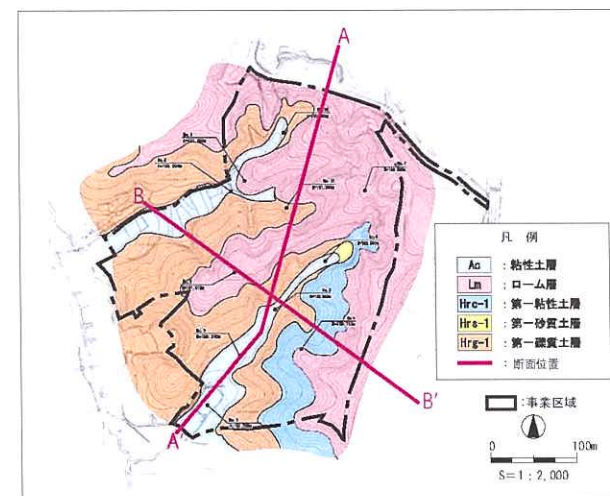 A
B
B'
A'
凡 例
Ac : 粘性土層
Lm : ローム層
Hrc-1 : 第一粘性土層
Hrs-1 : 第一砂質土層
Hrg-1 : 第一礫質土層
: 断面位置
: 事業区域
0 100m
S=1:2,000